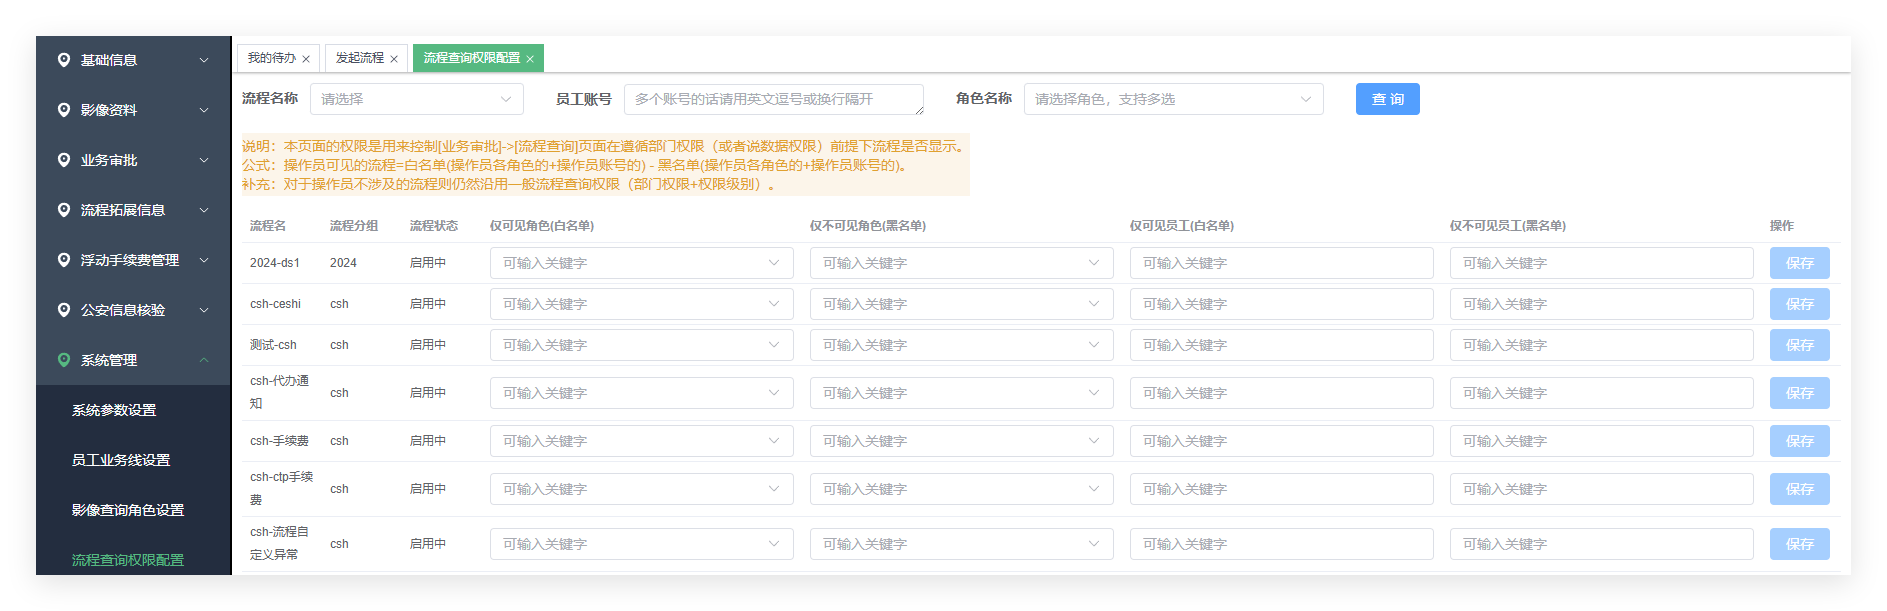 基础信息
影像资料
业务审批
流程拓展信息
浮动手续费管理
公安信息核验
系统管理
系统参数设置
员工业务线设置
影像查询角色设置
流程查询权限配置
我的待办 × 发起流程 × 流程查询权限配置 ×
流程名称 请选择 员工账号 多个账号的话请用英文逗号或换行隔开 角色名称 请选择角色，支持多选 查 询
说明：本页面的权限是用来控制[业务审批]->[流程查询]页面在遵循部门权限（或者说数据权限）前提下流程是否显示。
公式：操作员可见的流程=白名单(操作员各角色的+操作员账号的) - 黑名单(操作员各角色的+操作员账号的)。
补充：对于操作员不涉及的流程则仍然沿用一般流程查询权限（部门权限+权限级别）。
流程名 流程分组 流程状态 仅可见角色(白名单) 仅不可见角色(黑名单) 仅可见员工(白名单) 仅不可见员工(黑名单) 操作
2024-ds1 2024 启用中 可输入关键字 可输入关键字 可输入关键字 可输入关键字 保存
csh-ceshi csh 启用中 可输入关键字 可输入关键字 可输入关键字 可输入关键字 保存
测试-csh csh 启用中 可输入关键字 可输入关键字 可输入关键字 可输入关键字 保存
csh-代办通
知 csh 启用中 可输入关键字 可输入关键字 可输入关键字 可输入关键字 保存
csh-手续费 csh 启用中 可输入关键字 可输入关键字 可输入关键字 可输入关键字 保存
csh-ctp手续
费 csh 启用中 可输入关键字 可输入关键字 可输入关键字 可输入关键字 保存
csh-流程自
定义异常 csh 启用中 可输入关键字 可输入关键字 可输入关键字 可输入关键字 保存